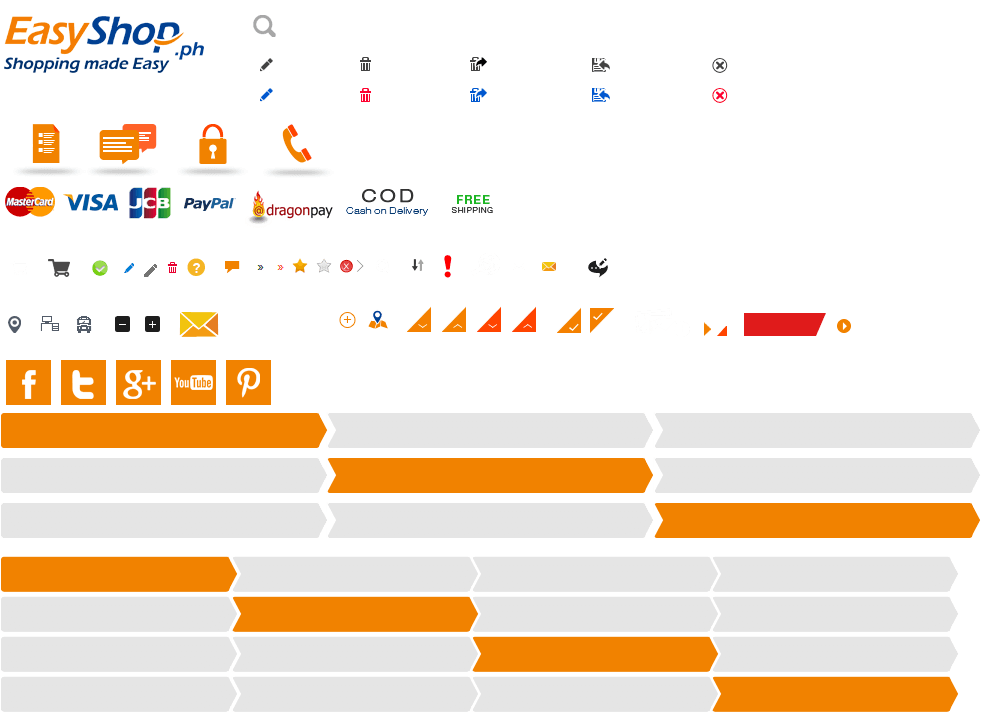 EasyShop.ph
Shopping made Easy
MasterCard VISA JCB PayPal dragonpay
COD
Cash on Delivery
FREE
SHIPPING
?
f t g+ YouTube P